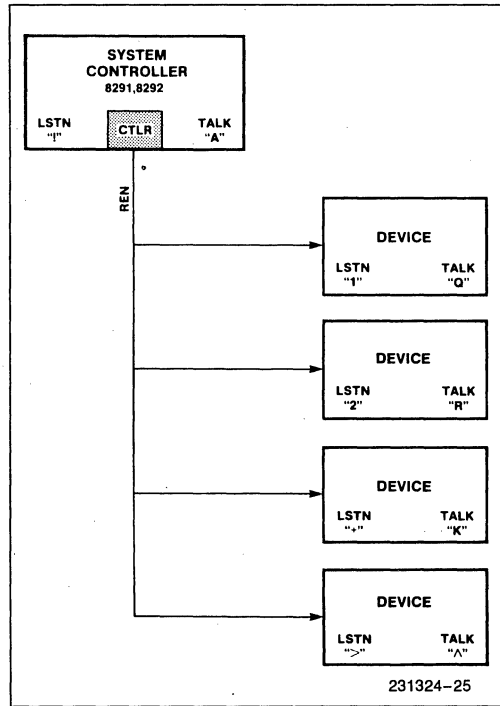 SYSTEM
CONTROLLER
8291,8292
LSTN
"!"
CTLR
TALK
"A"
REN
DEVICE
LSTN
"1"
TALK
"Q"
DEVICE
LSTN
"2"
TALK
"R"
DEVICE
LSTN
"+"
TALK
"K"
DEVICE
LSTN
">"
TALK
"^"
231324-25